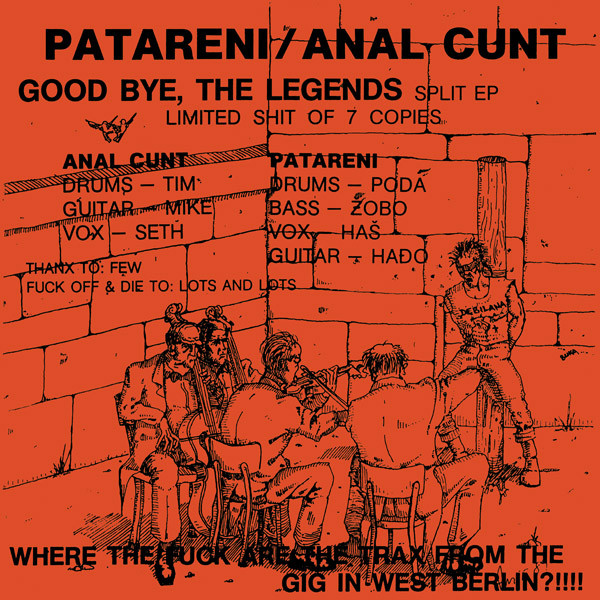 PATARENI/ANAL CUNT
GOOD BYE, THE LEGENDS SPLIT EP
LIMITED SHIT OF 7 COPIES
ANAL CUNT
DRUMS – TIM
GUITAR – MIKE
VOX – SETH
THANX TO: FEW
FUCK OFF & DIE TO: LOTS AND LOTS
PATARENI
DRUMS – PODA
BASS – ZOBO
VOX – HAŠ
GUITAR – HAĐO
DEBILANA
WHERE THE FUCK ARE THE TRAX FROM THE
GIG IN WEST BERLIN?!!!!